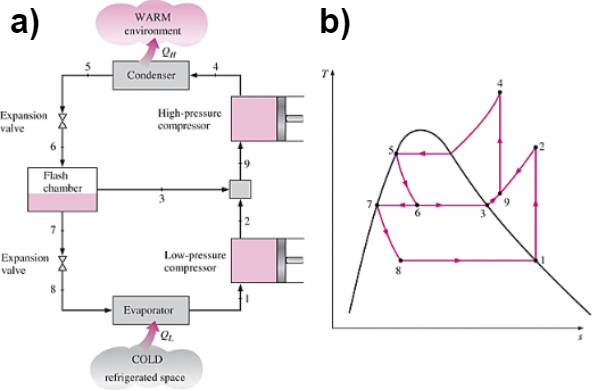 a)
WARM
environment
Q_H
5
Condenser
4
Expansion
valve
High-pressure
compressor
6
9
Flash
chamber
3
7
2
Expansion
valve
Low-pressure
compressor
8
1
Evaporator
Q_L
COLD
refrigerated space
b)
T
4
5
2
7
6
3
9
8
1
s